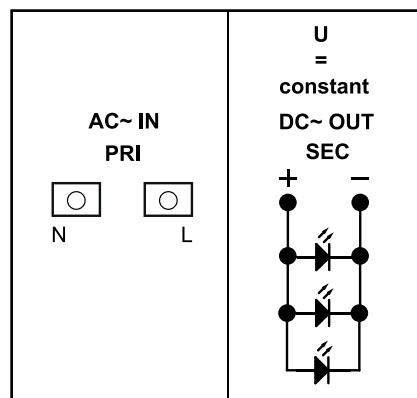 AC~ IN
PRI
N L
U
=
constant
DC~ OUT
SEC
+ −